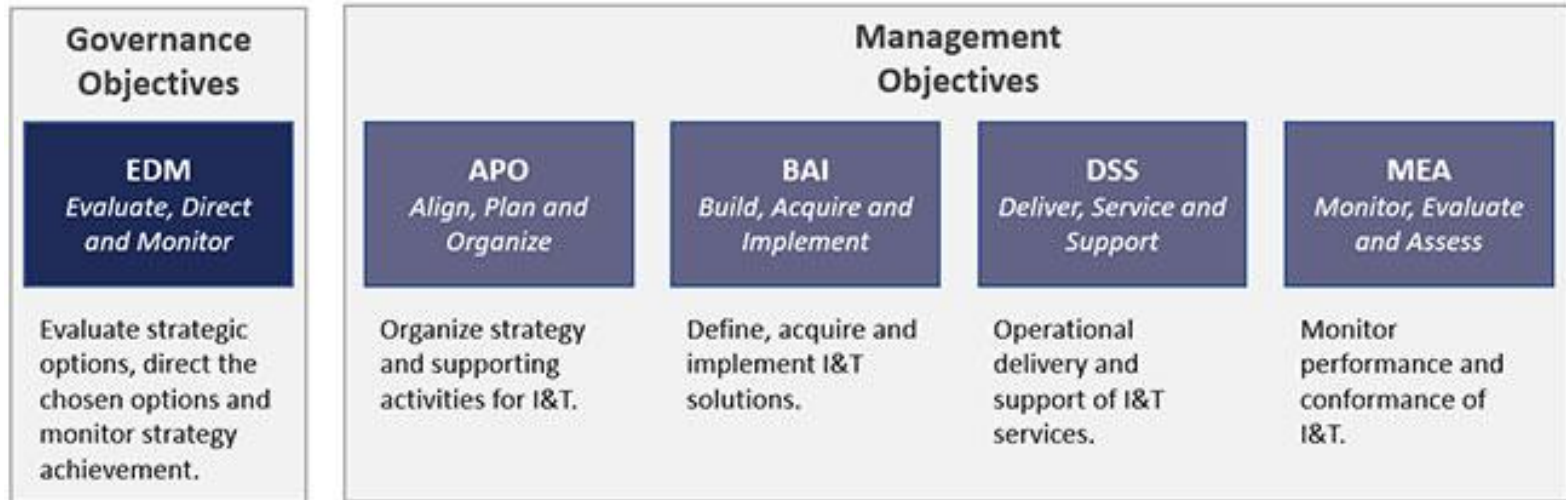 Governance
Objectives
EDM
Evaluate, Direct
and Monitor
Evaluate strategic
options, direct the
chosen options and
monitor strategy
achievement.
Management
Objectives
APO
Align, Plan and
Organize
Organize strategy
and supporting
activities for I&T.
BAI
Build, Acquire and
Implement
Define, acquire and
implement I&T
solutions.
DSS
Deliver, Service and
Support
Operational
delivery and
support of I&T
services.
MEA
Monitor, Evaluate
and Assess
Monitor
performance and
conformance of
I&T.